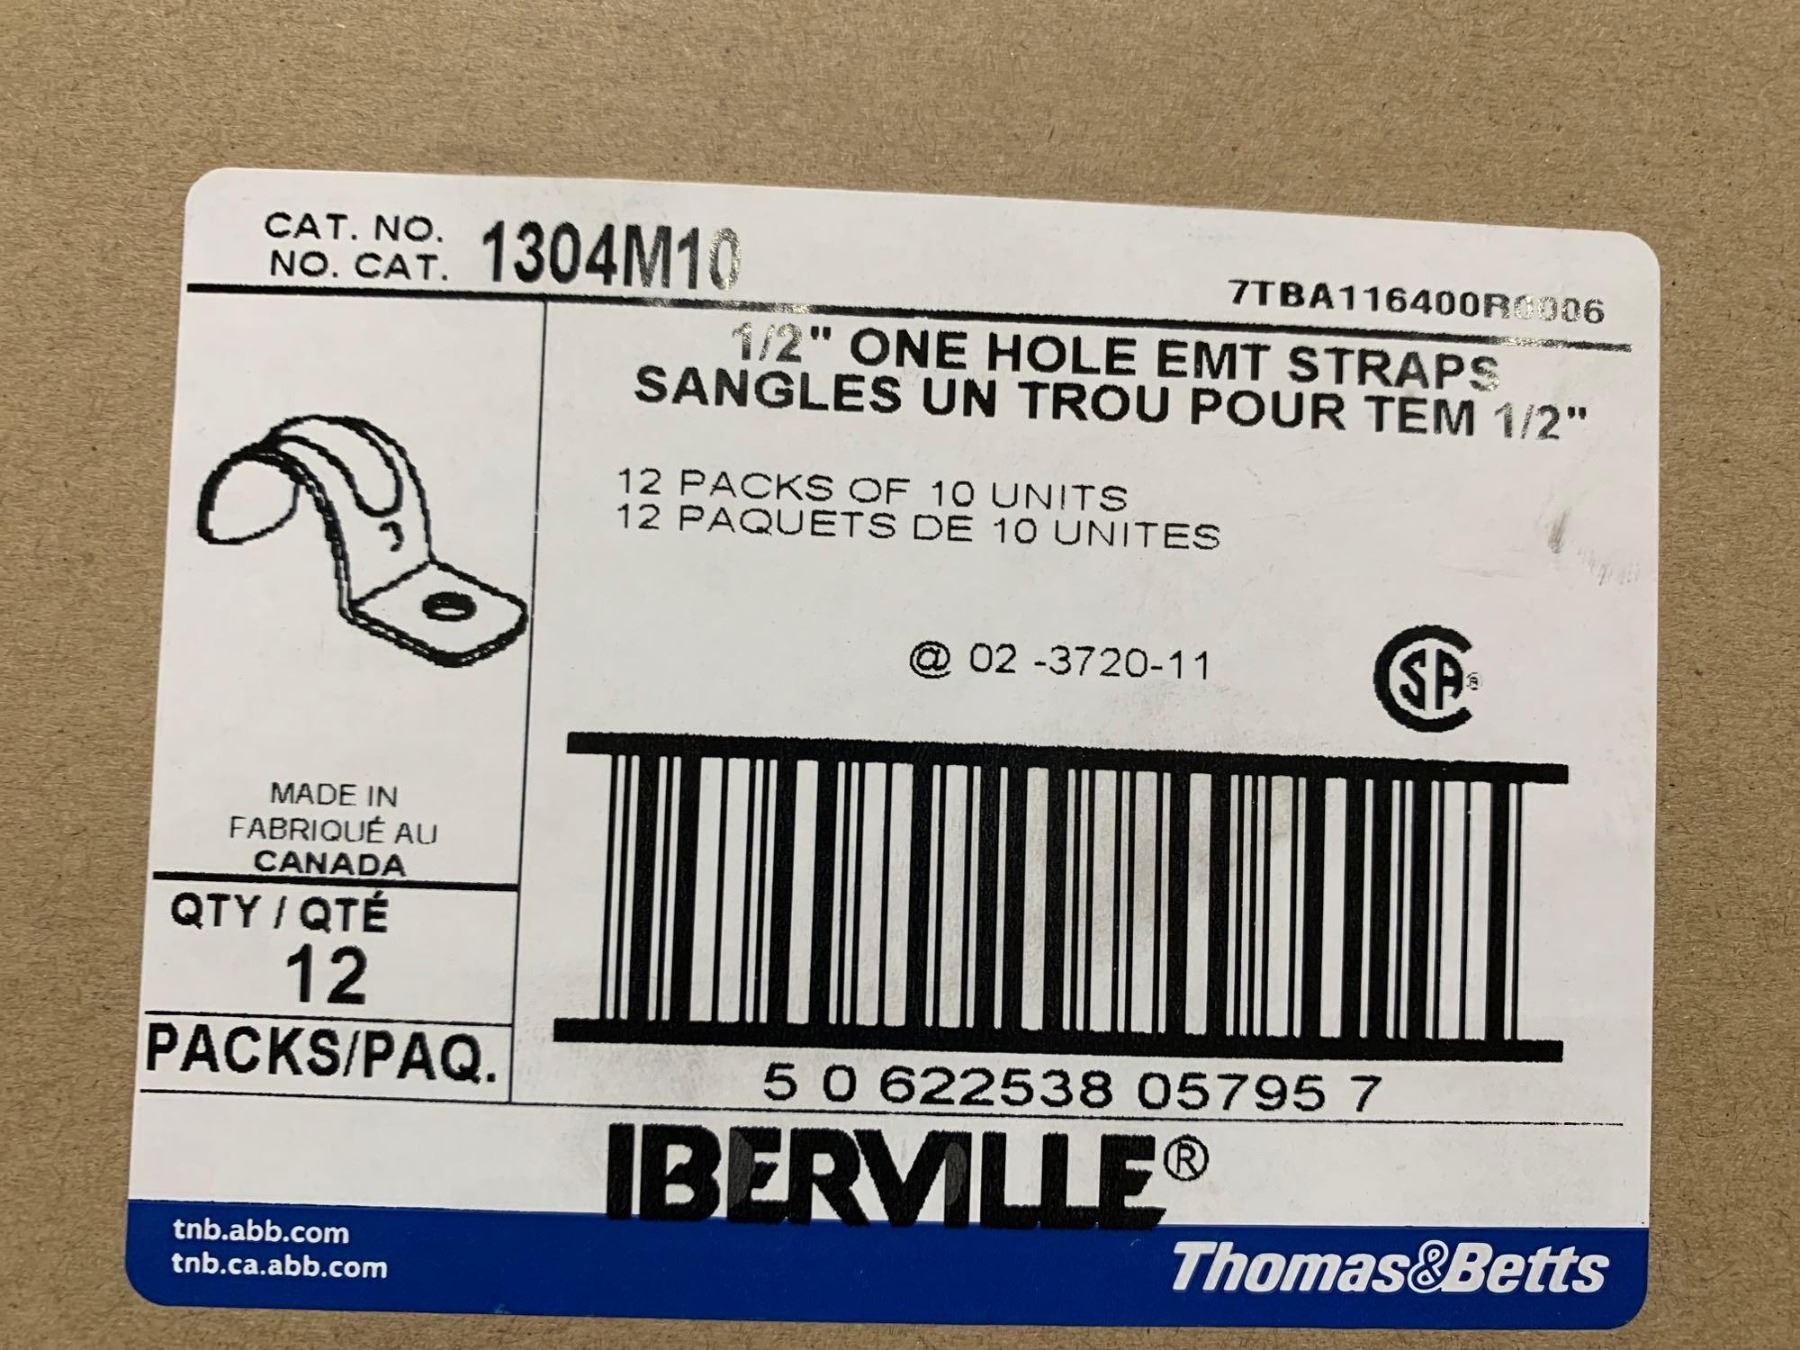 CAT. NO.
NO. CAT.
1304M10
7TBA116400R0006
1/2" ONE HOLE EMT STRAPS
SANGLES UN TROU POUR TEM 1/2"
12 PACKS OF 10 UNITS
12 PAQUETS DE 10 UNITES
@ 02 -3720-11
CSA®
MADE IN
FABRIQUÉ AU
CANADA
QTY / QTÉ
12
PACKS/PAQ.
5 0 622538 05795 7
IBERVILLE®
tnb.abb.com
tnb.ca.abb.com
Thomas&Betts